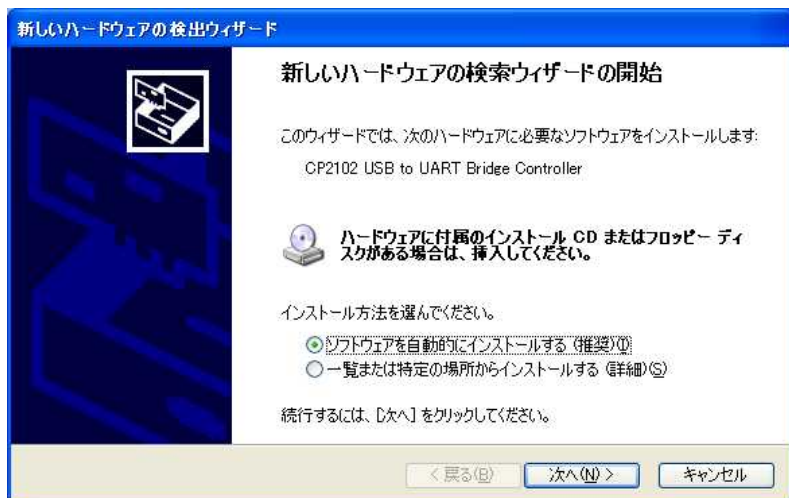 新しいハードウェアの検出ウィザード
新しいハードウェアの検索ウィザードの開始
このウィザードでは、次のハードウェアに必要なソフトウェアをインストールします:
CP2102 USB to UART Bridge Controller
ハードウェアに付属のインストール CD またはフロッピー ディ
スクがある場合は、挿入してください。
インストール方法を選んでください。
ソフトウェアを自動的にインストールする (推奨)(I)
一覧または特定の場所からインストールする (詳細)(S)
続行するには、[次へ] をクリックしてください。
< 戻る(B)
次へ(N) >
キャンセル